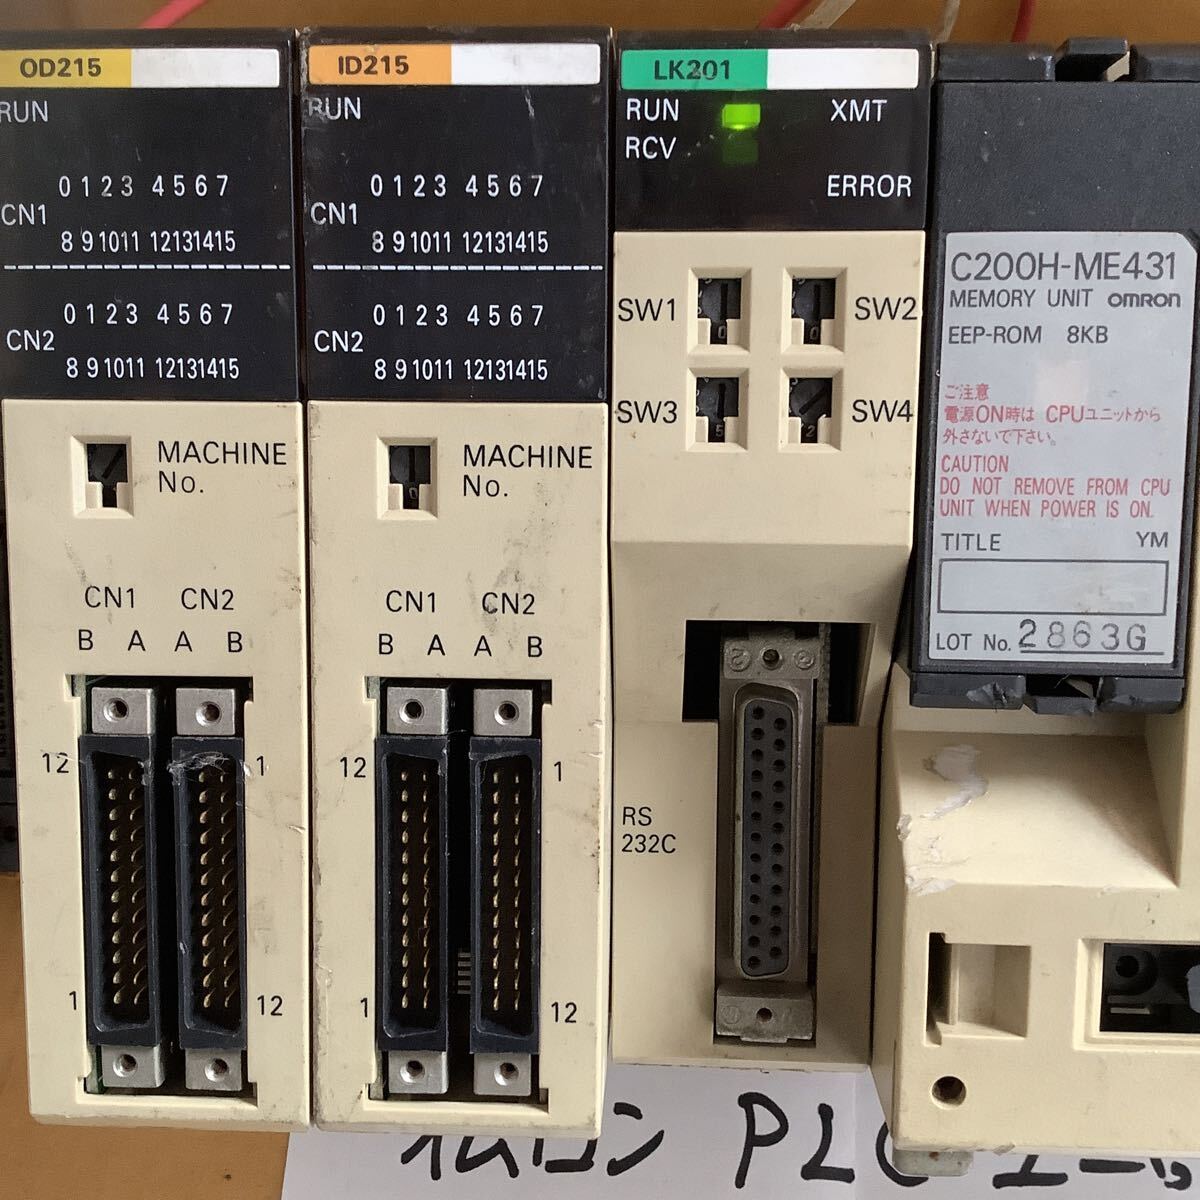 OD215
RUN
0 1 2 3 4 5 6 7
CN1
8 9 10 11 12 13 14 15
0 1 2 3 4 5 6 7
CN2
8 9 10 11 12 13 14 15
MACHINE
No.
CN1 CN2
B A A B
12 1
1 12
ID215
RUN
0 1 2 3 4 5 6 7
CN1
8 9 10 11 12 13 14 15
0 1 2 3 4 5 6 7
CN2
8 9 10 11 12 13 14 15
MACHINE
No.
CN1 CN2
B A A B
12 1
1 12
LK201
RUN XMT
RCV
ERROR
SW1 SW2
SW3 SW4
RS
232C
C200H-ME431
MEMORY UNIT omron
EEP-ROM 8KB
ご注意
電源ON時は CPUユニットから
外さないで下さい。
CAUTION
DO NOT REMOVE FROM CPU
UNIT WHEN POWER IS ON.
TITLE YM
LOT No. 2863G
PLC